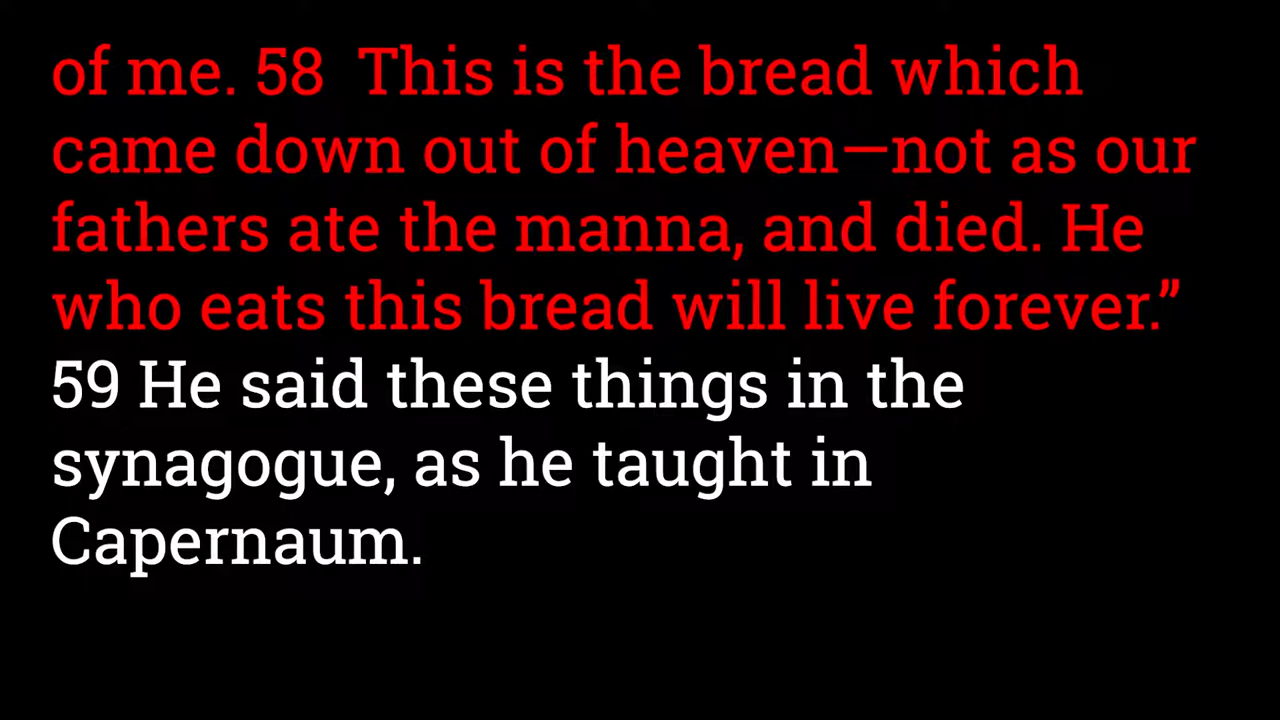 of me. 58  This is the bread which
came down out of heaven—not as our
fathers ate the manna, and died. He
who eats this bread will live forever.”
59 He said these things in the
synagogue, as he taught in
Capernaum.